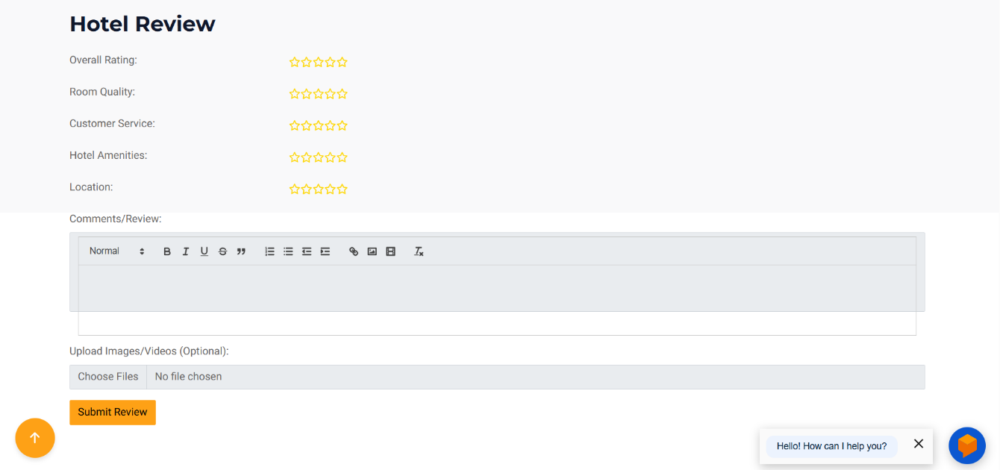 Hotel Review
Overall Rating:
Room Quality:
Customer Service:
Hotel Amenities:
Location:
Comments/Review:
Normal
Upload Images/Videos (Optional):
Choose Files No file chosen
Submit Review
Hello! How can I help you?